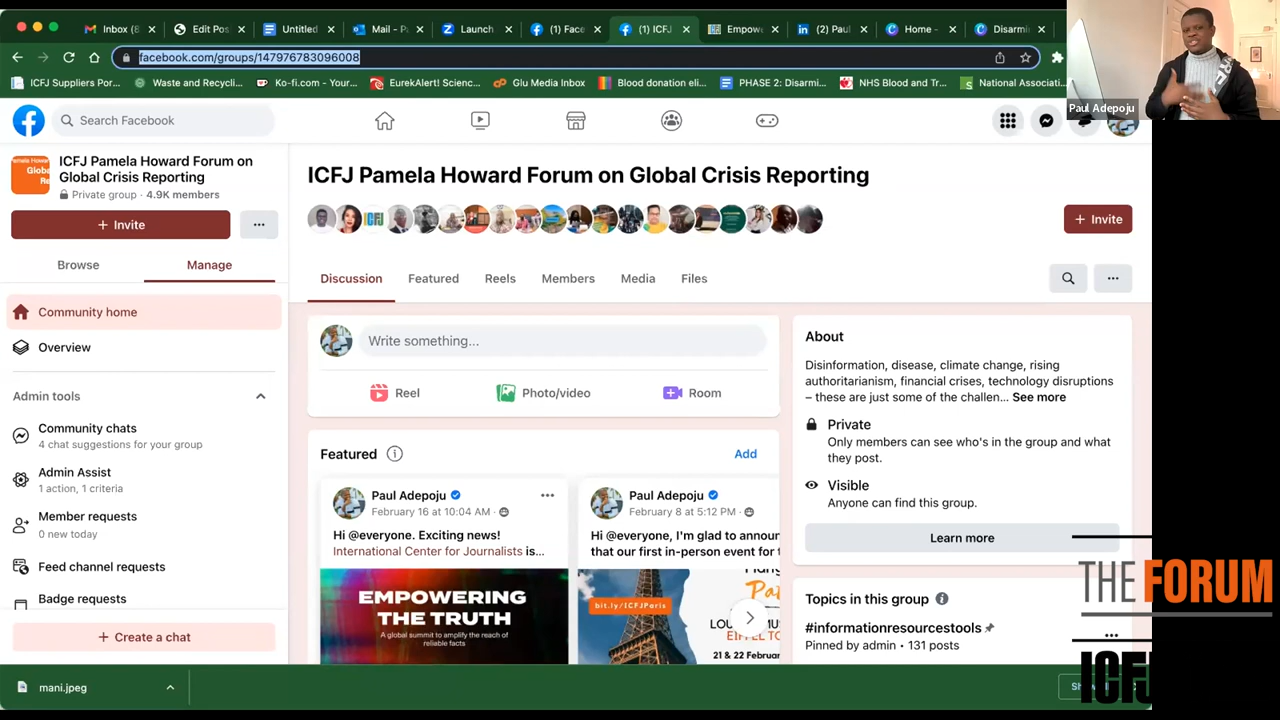 Inbox (8
Edit Pos
Untitled
Mail - P
Launch
(1) Face
(1) ICFJ
Empow
(2) Paul
Home -
Disarmi
facebook.com/groups/147976783096008
ICFJ Suppliers Por...
Waste and Recyclin...
Ko-fi.com - Your...
EurekAlert! Scienc...
Glu Media Inbox
Blood donation eli...
PHASE 2: Disarmi...
NHS Blood and Tr...
National Associati...
Paul Adepoju
Search Facebook
ICFJ Pamela Howard Forum on
Global Crisis Reporting
Private group · 4.9K members
+ Invite
Browse
Manage
Community home
Overview
Admin tools
Community chats
4 chat suggestions for your group
Admin Assist
1 action, 1 criteria
Member requests
0 new today
Feed channel requests
Badge requests
+ Create a chat
ICFJ Pamela Howard Forum on Global Crisis Reporting
ICFJ
+ Invite
Discussion
Featured
Reels
Members
Media
Files
Write something...
Reel
Photo/video
Room
Featured
Add
Paul Adepoju
February 16 at 10:04 AM ·
Hi @everyone. Exciting news!
International Center for Journalists is...
EMPOWERING
THE TRUTH
A global summit to amplify the reach of
reliable facts
Paul Adepoju
February 8 at 5:12 PM ·
Hi @everyone, I'm glad to announ
that our first in-person event for t
bit.ly/ICFJParis
21 & 22 Februar
About
Disinformation, disease, climate change, rising
authoritarianism, financial crises, technology disruptions
– these are just some of the challen... See more
Private
Only members can see who's in the group and what
they post.
Visible
Anyone can find this group.
Learn more
Topics in this group
#informationresourcestools
Pinned by admin • 131 posts
THE FORUM
ICFJ
mani.jpeg